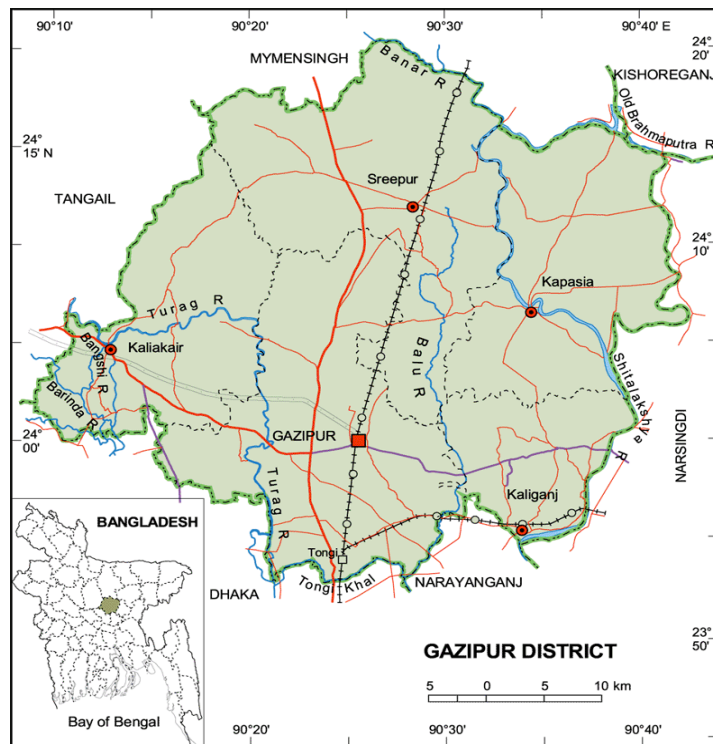 90°10' 90°20' 90°30' 90°40' E
24°
20'
MYMENSINGH
Banar R
KISHOREGANJ
Old Brahmaputra R
24°
15' N
Sreepur
TANGAIL
24°
10'
Kapasia
Turag R
Kaliakair
Bangshi R
Balu R
Shitalakshya R
Barinda R
24°
00'
GAZIPUR
NARSINGDI
Turag R
Kaliganj
BANGLADESH
Tongi
DHAKA
Tongi Khal
NARAYANGANJ
23°
50'
GAZIPUR DISTRICT
5 0 5 10 km
Bay of Bengal
90°20' 90°30' 90°40'